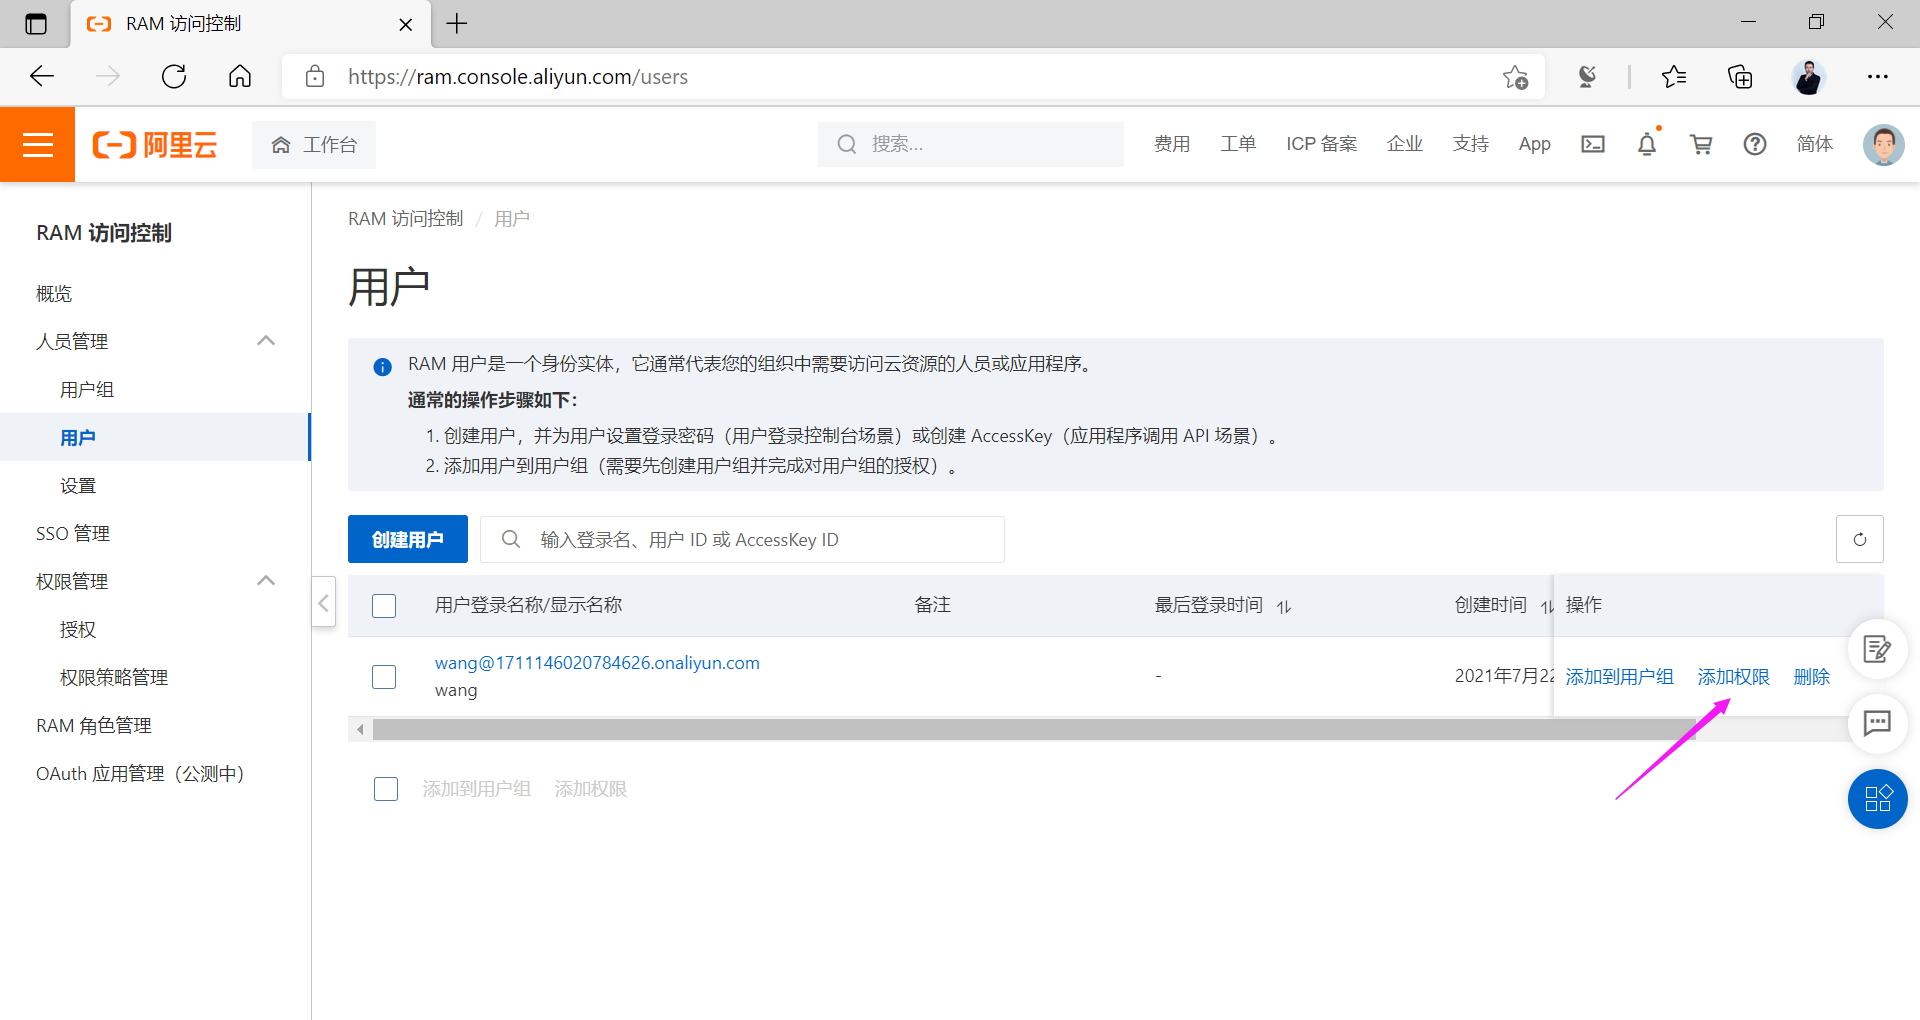 RAM 访问控制
https://ram.console.aliyun.com/users
阿里云
工作台
搜索...
费用
工单
ICP 备案
企业
支持
App
简体
RAM 访问控制
概览
人员管理
用户组
用户
设置
SSO 管理
权限管理
授权
权限策略管理
RAM 角色管理
OAuth 应用管理（公测中）
RAM 访问控制 / 用户
用户
RAM 用户是一个身份实体，它通常代表您的组织中需要访问云资源的人员或应用程序。
通常的操作步骤如下：
1. 创建用户，并为用户设置登录密码（用户登录控制台场景）或创建 AccessKey（应用程序调用 API 场景）。
2. 添加用户到用户组（需要先创建用户组并完成对用户组的授权）。
创建用户
输入登录名、用户 ID 或 AccessKey ID
用户登录名称/显示名称
备注
最后登录时间
创建时间
操作
wang@1711146020784626.onaliyun.com
wang
-
2021年7月22
添加到用户组
添加权限
删除
添加到用户组
添加权限